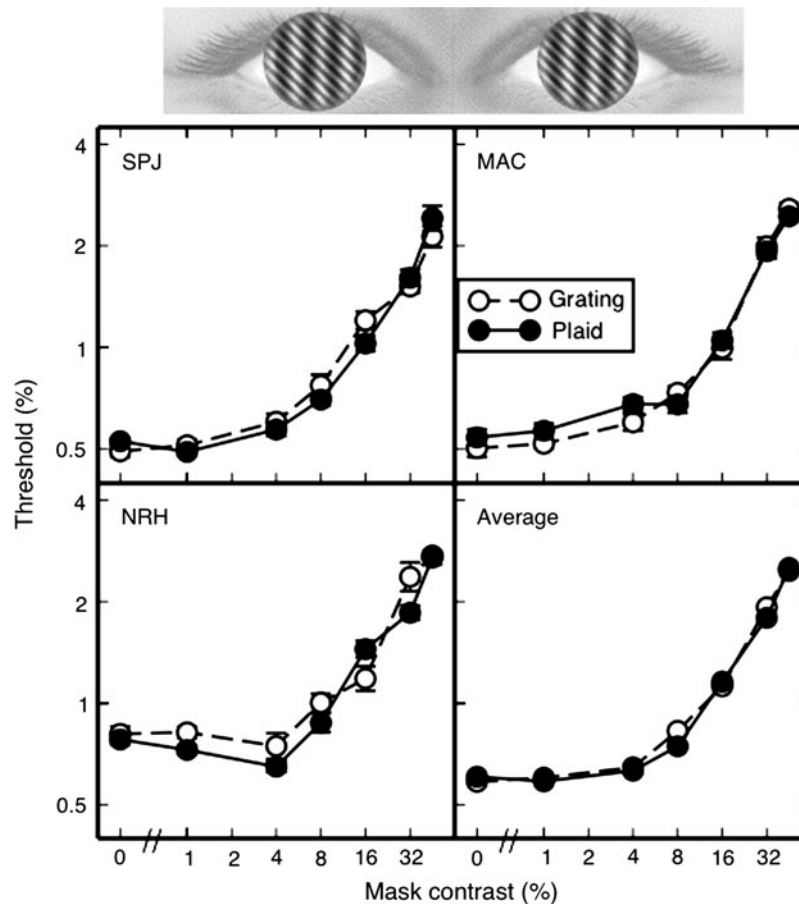 SPJ
MAC
4
2
1
0.5
Grating
Plaid
Threshold (%)
NRH
Average
4
2
1
0.5
0 // 1 2 4 8 16 32
0 // 1 2 4 8 16 32
Mask contrast (%)